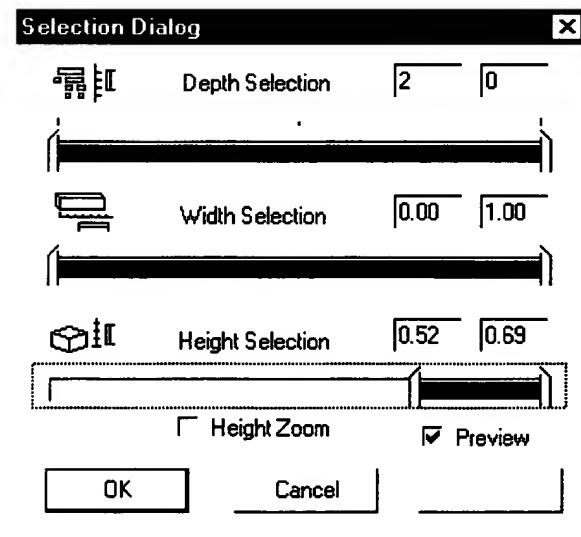 Selection Dialog
Depth Selection 2 0
Width Selection 0.00 1.00
Height Selection 0.52 0.69
Height Zoom Preview
OK Cancel